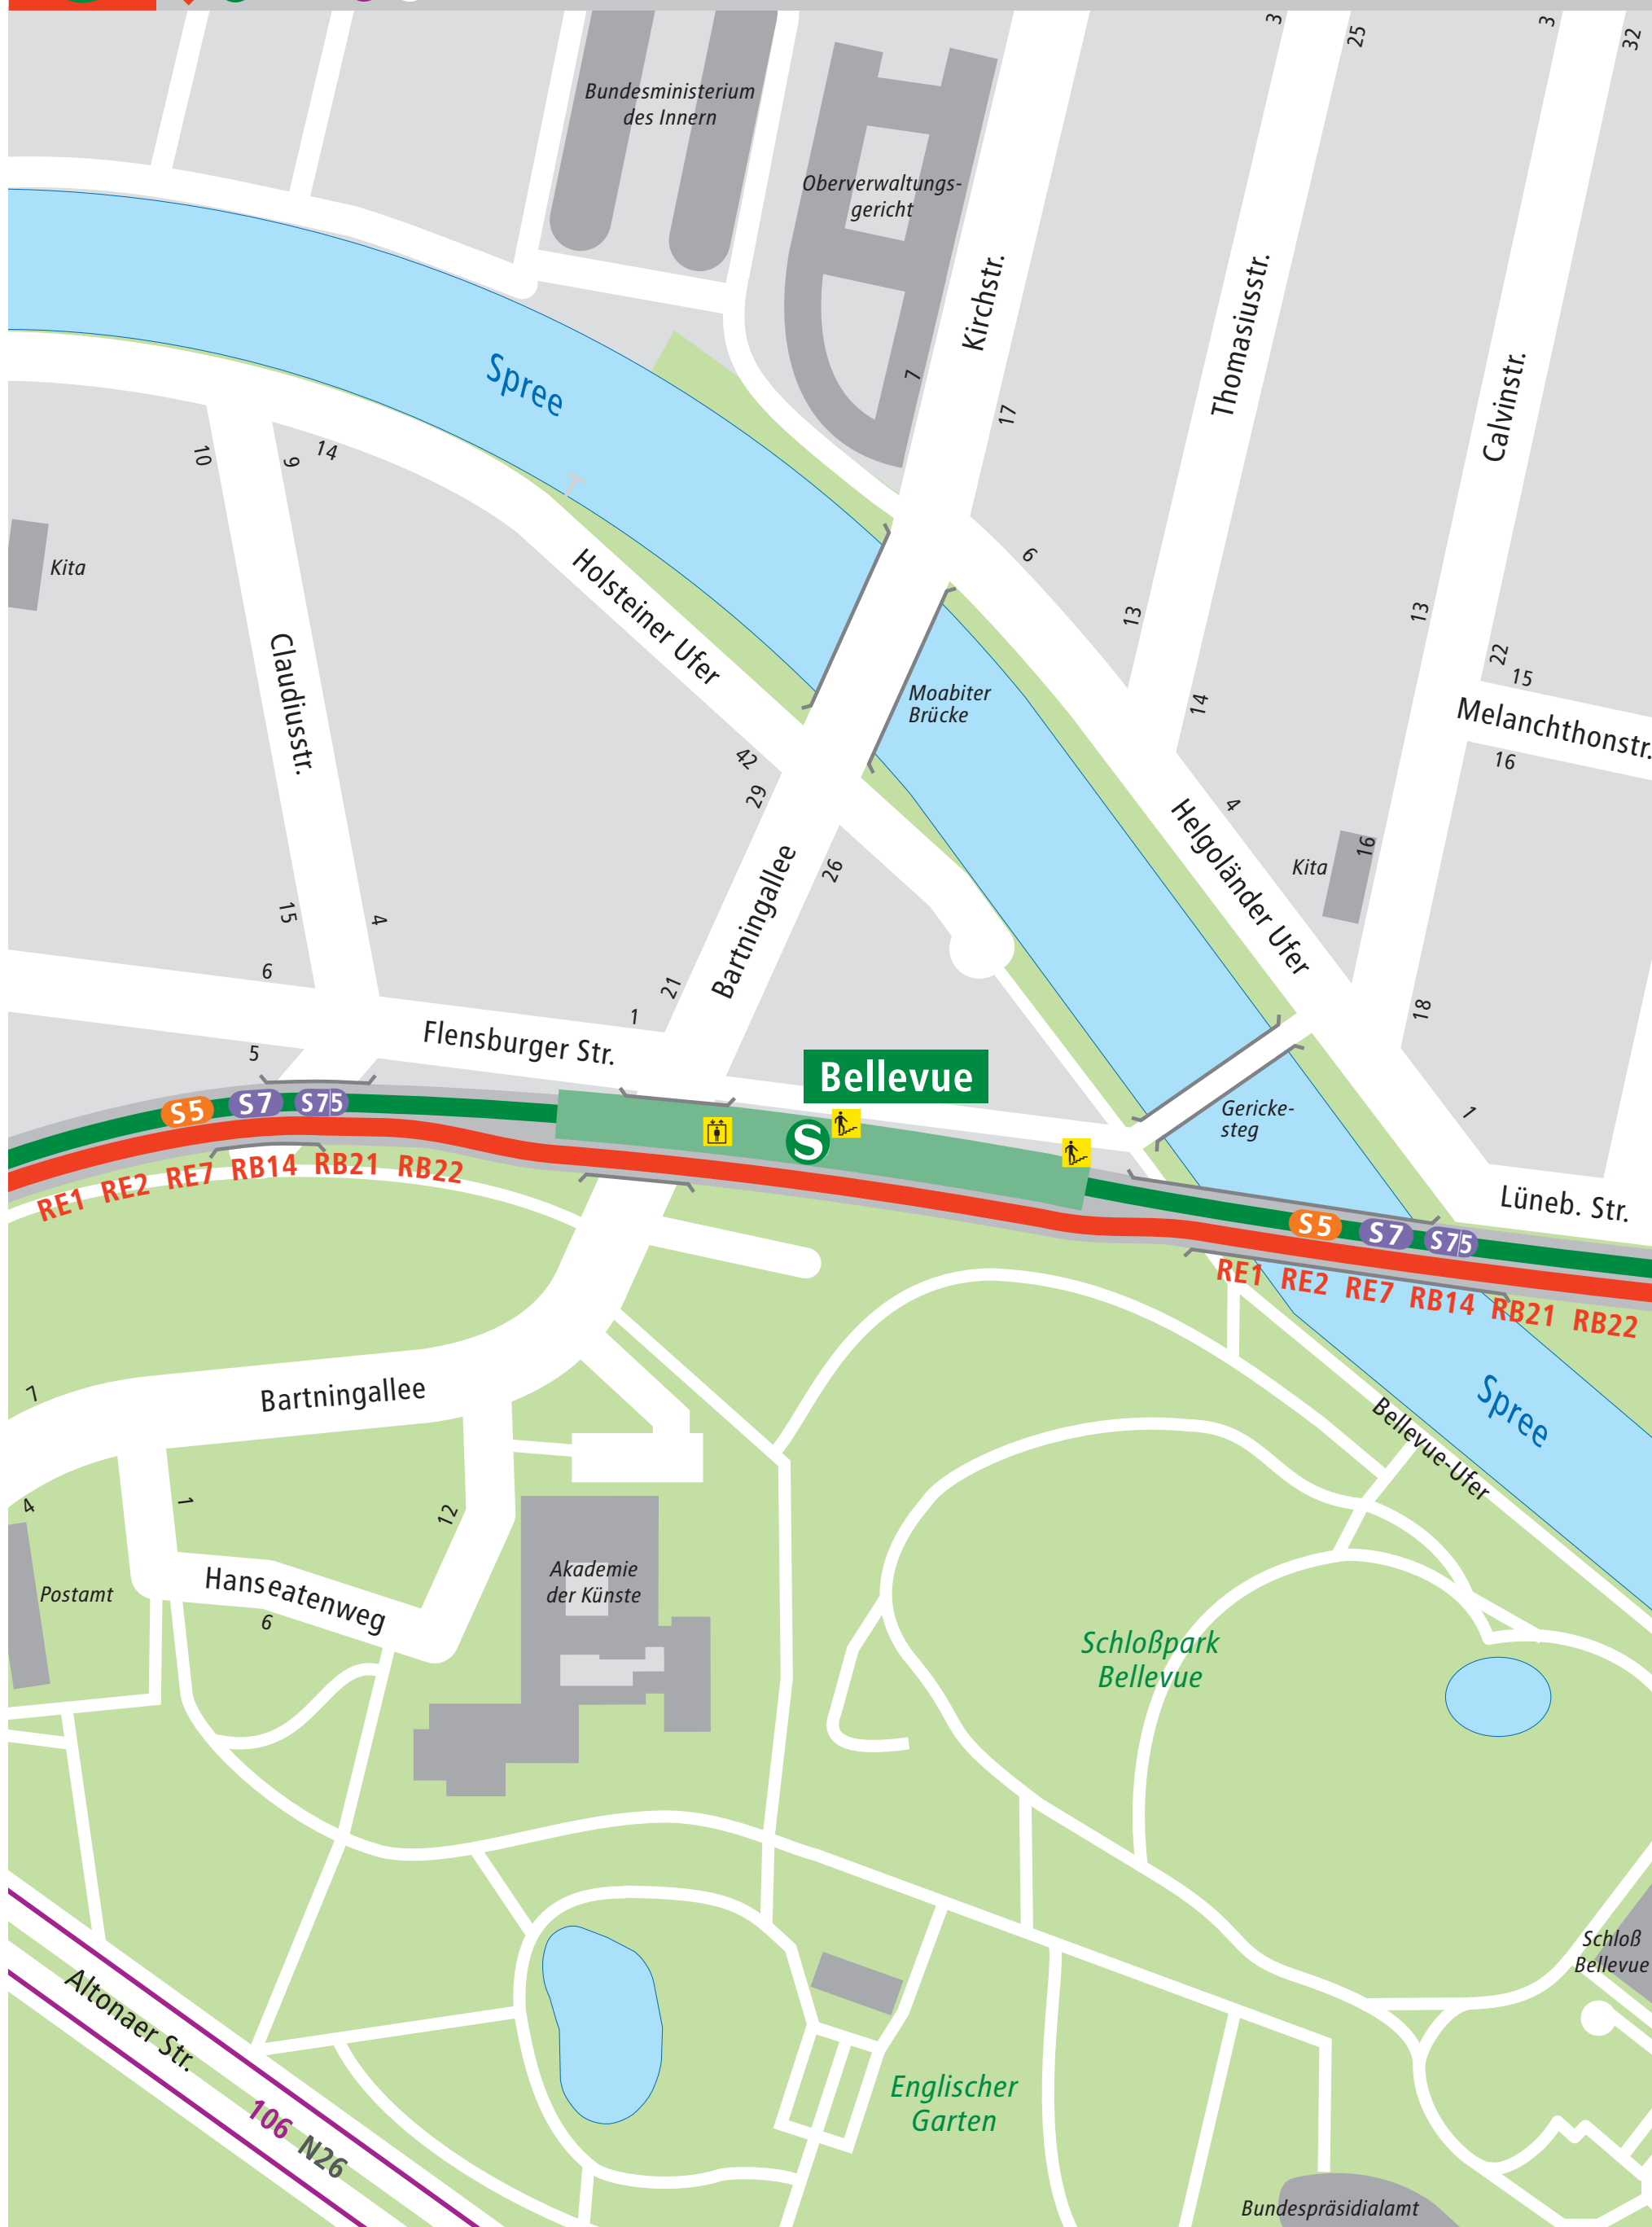 3
25
3
32
Bundesministerium
des Innern
Oberverwaltungs-
gericht
Kirchstr.
Thomasiusstr.
Calvinstr.
7
17
Spree
10
9
14
Kita
Holsteiner Ufer
6
13
13
22
15
Melanchthonstr.
16
14
Claudiusstr.
Moabiter
Brücke
42
29
26
4
Helgoländer Ufer
Kita
16
15
4
Bartningallee
6
21
1
18
Flensburger Str.
5
Bellevue
S5 S7 S75
S
Gericke-
steg
1
RE1 RE2 RE7 RB14 RB21 RB22
Lüneb. Str.
S5 S7 S75
RE1 RE2 RE7 RB14 RB21 RB22
7
Bartningallee
Spree
Bellevue-Ufer
4
1
12
Postamt
Hanseatenweg
6
Akademie
der Künste
Schloßpark
Bellevue
Schloß
Bellevue
Altonaer Str.
106 N26
Englischer
Garten
Bundespräsidialamt